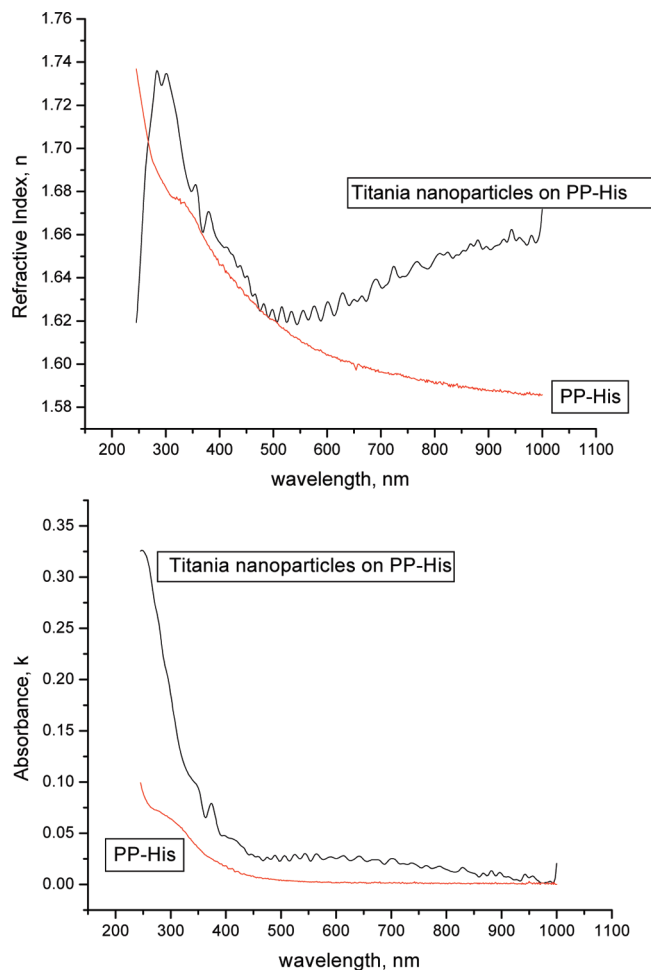 1.76
1.74
1.72
1.70
1.68
1.66
1.64
1.62
1.60
1.58
Refractive Index, n
Titania nanoparticles on PP-His
PP-His
200 300 400 500 600 700 800 900 1000 1100
wavelength, nm
0.35
0.30
0.25
0.20
0.15
0.10
0.05
0.00
Absorbance, k
Titania nanoparticles on PP-His
PP-His
200 300 400 500 600 700 800 900 1000 1100
wavelength, nm